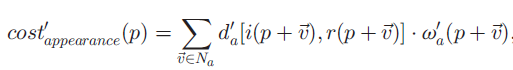 cost'_{appearance}(p) = \sum_{\vec{v} \in N_a} d'_a[i(p + \vec{v}), r(p + \vec{v})] \cdot \omega'_a(p + \vec{v}),